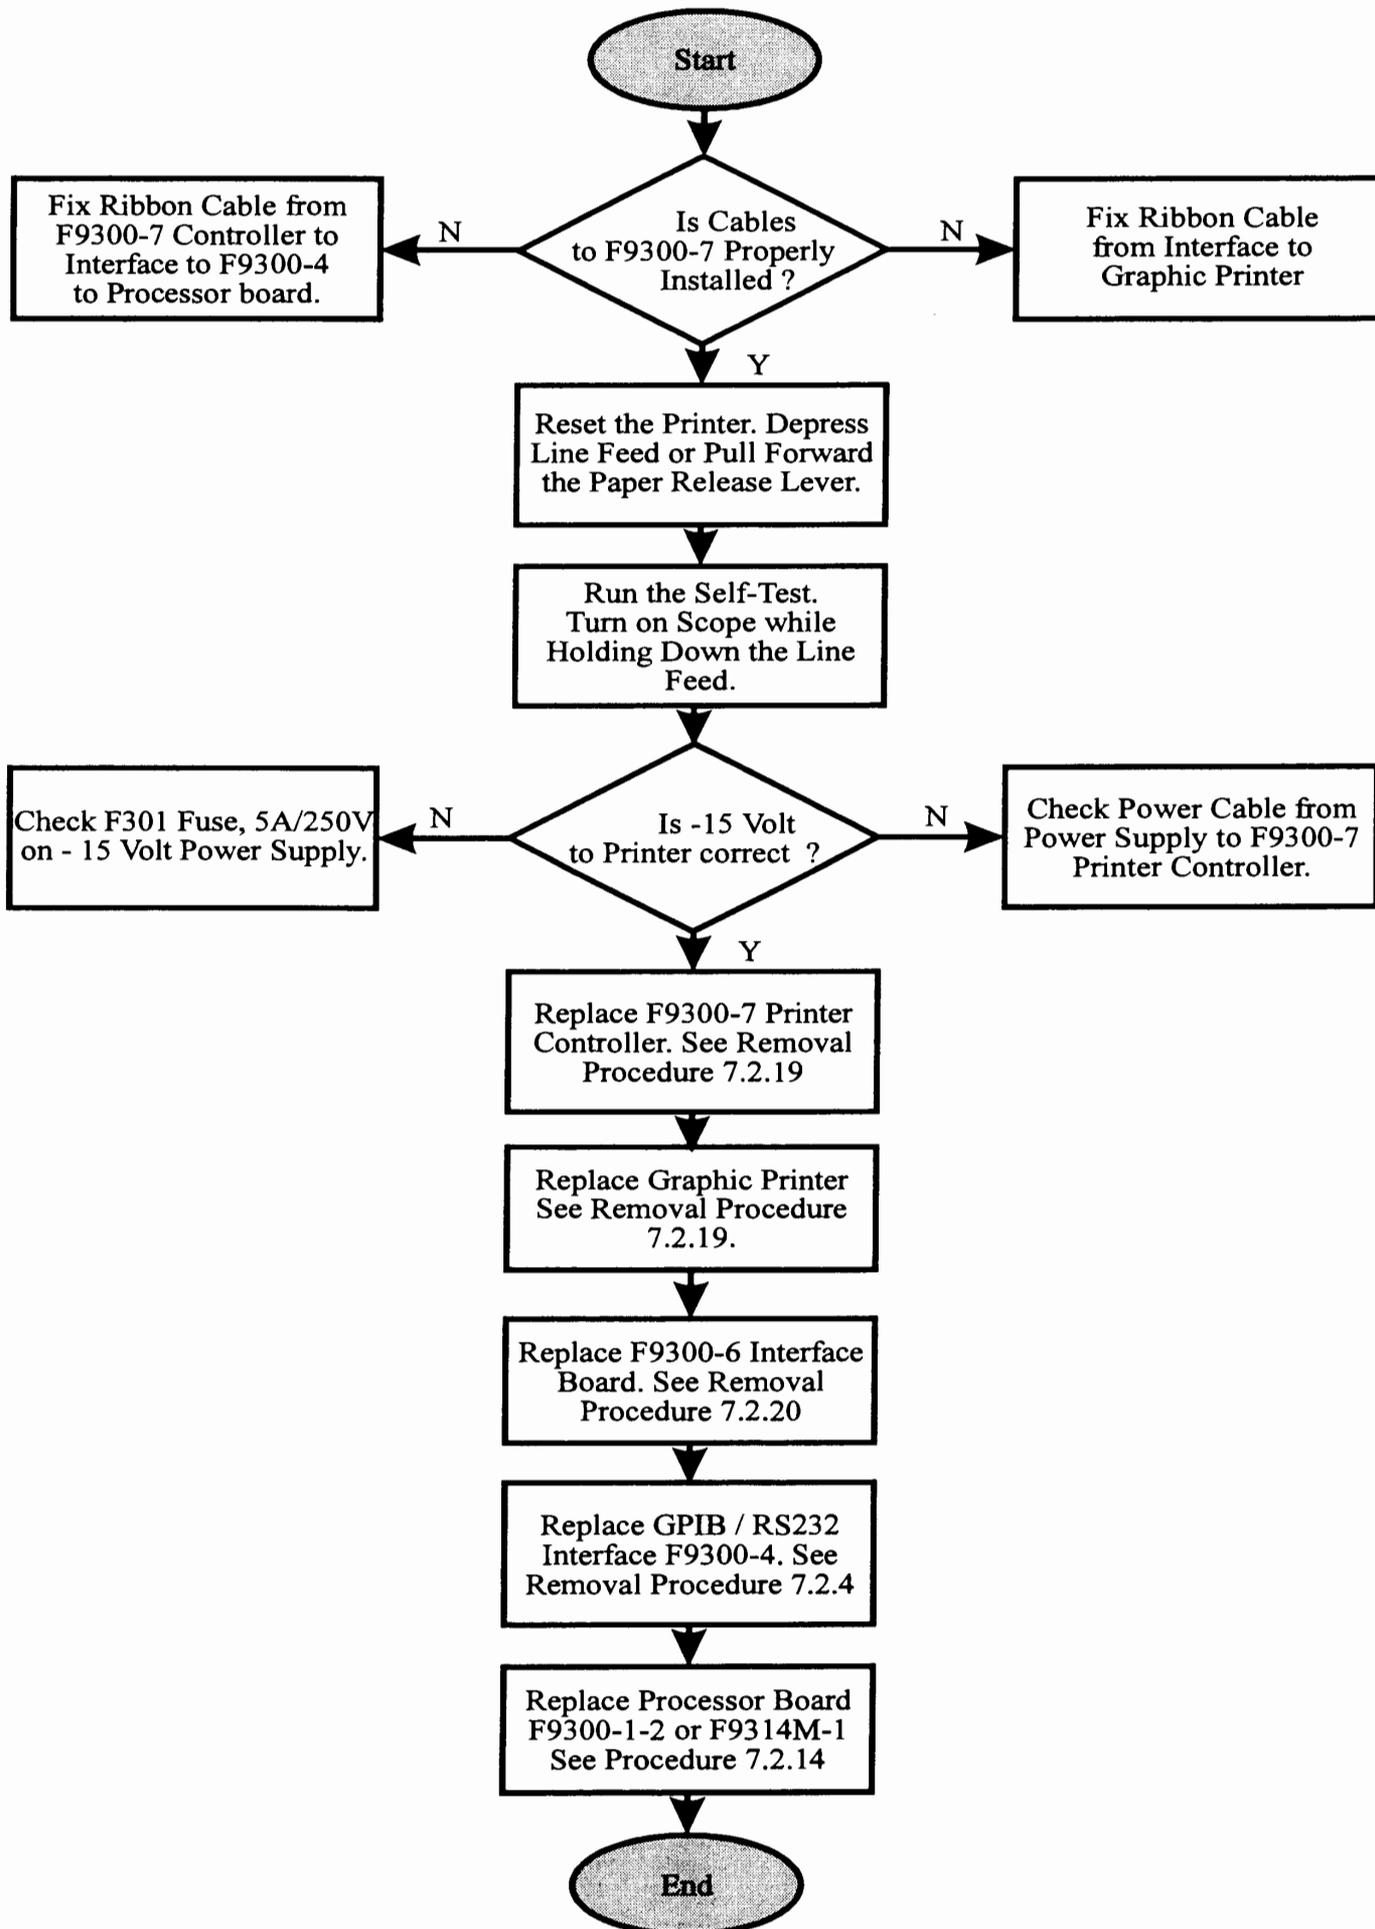 Start
Fix Ribbon Cable from
F9300-7 Controller to
Interface to F9300-4
to Processor board.
N
Is Cables
to F9300-7 Properly
Installed ?
N
Fix Ribbon Cable
from Interface to
Graphic Printer
Y
Reset the Printer. Depress
Line Feed or Pull Forward
the Paper Release Lever.
Run the Self-Test.
Turn on Scope while
Holding Down the Line
Feed.
Check F301 Fuse, 5A/250V
on - 15 Volt Power Supply.
N
Is -15 Volt
to Printer correct ?
N
Check Power Cable from
Power Supply to F9300-7
Printer Controller.
Y
Replace F9300-7 Printer
Controller. See Removal
Procedure 7.2.19
Replace Graphic Printer
See Removal Procedure
7.2.19.
Replace F9300-6 Interface
Board. See Removal
Procedure 7.2.20
Replace GPIB / RS232
Interface F9300-4. See
Removal Procedure 7.2.4
Replace Processor Board
F9300-1-2 or F9314M-1
See Procedure 7.2.14
End